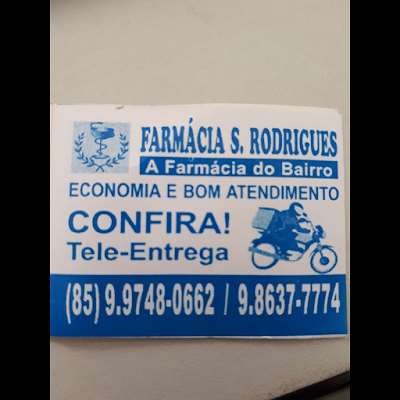 FARMÁCIA S. RODRIGUES
A Farmácia do Bairro
ECONOMIA E BOM ATENDIMENTO
CONFIRA!
Tele-Entrega
(85) 9.9748-0662 / 9.8637-7774